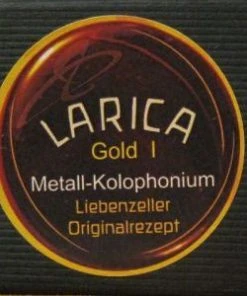 LARICA
Gold I
Metall-Kolophonium
Liebenzeller
Originalrezept